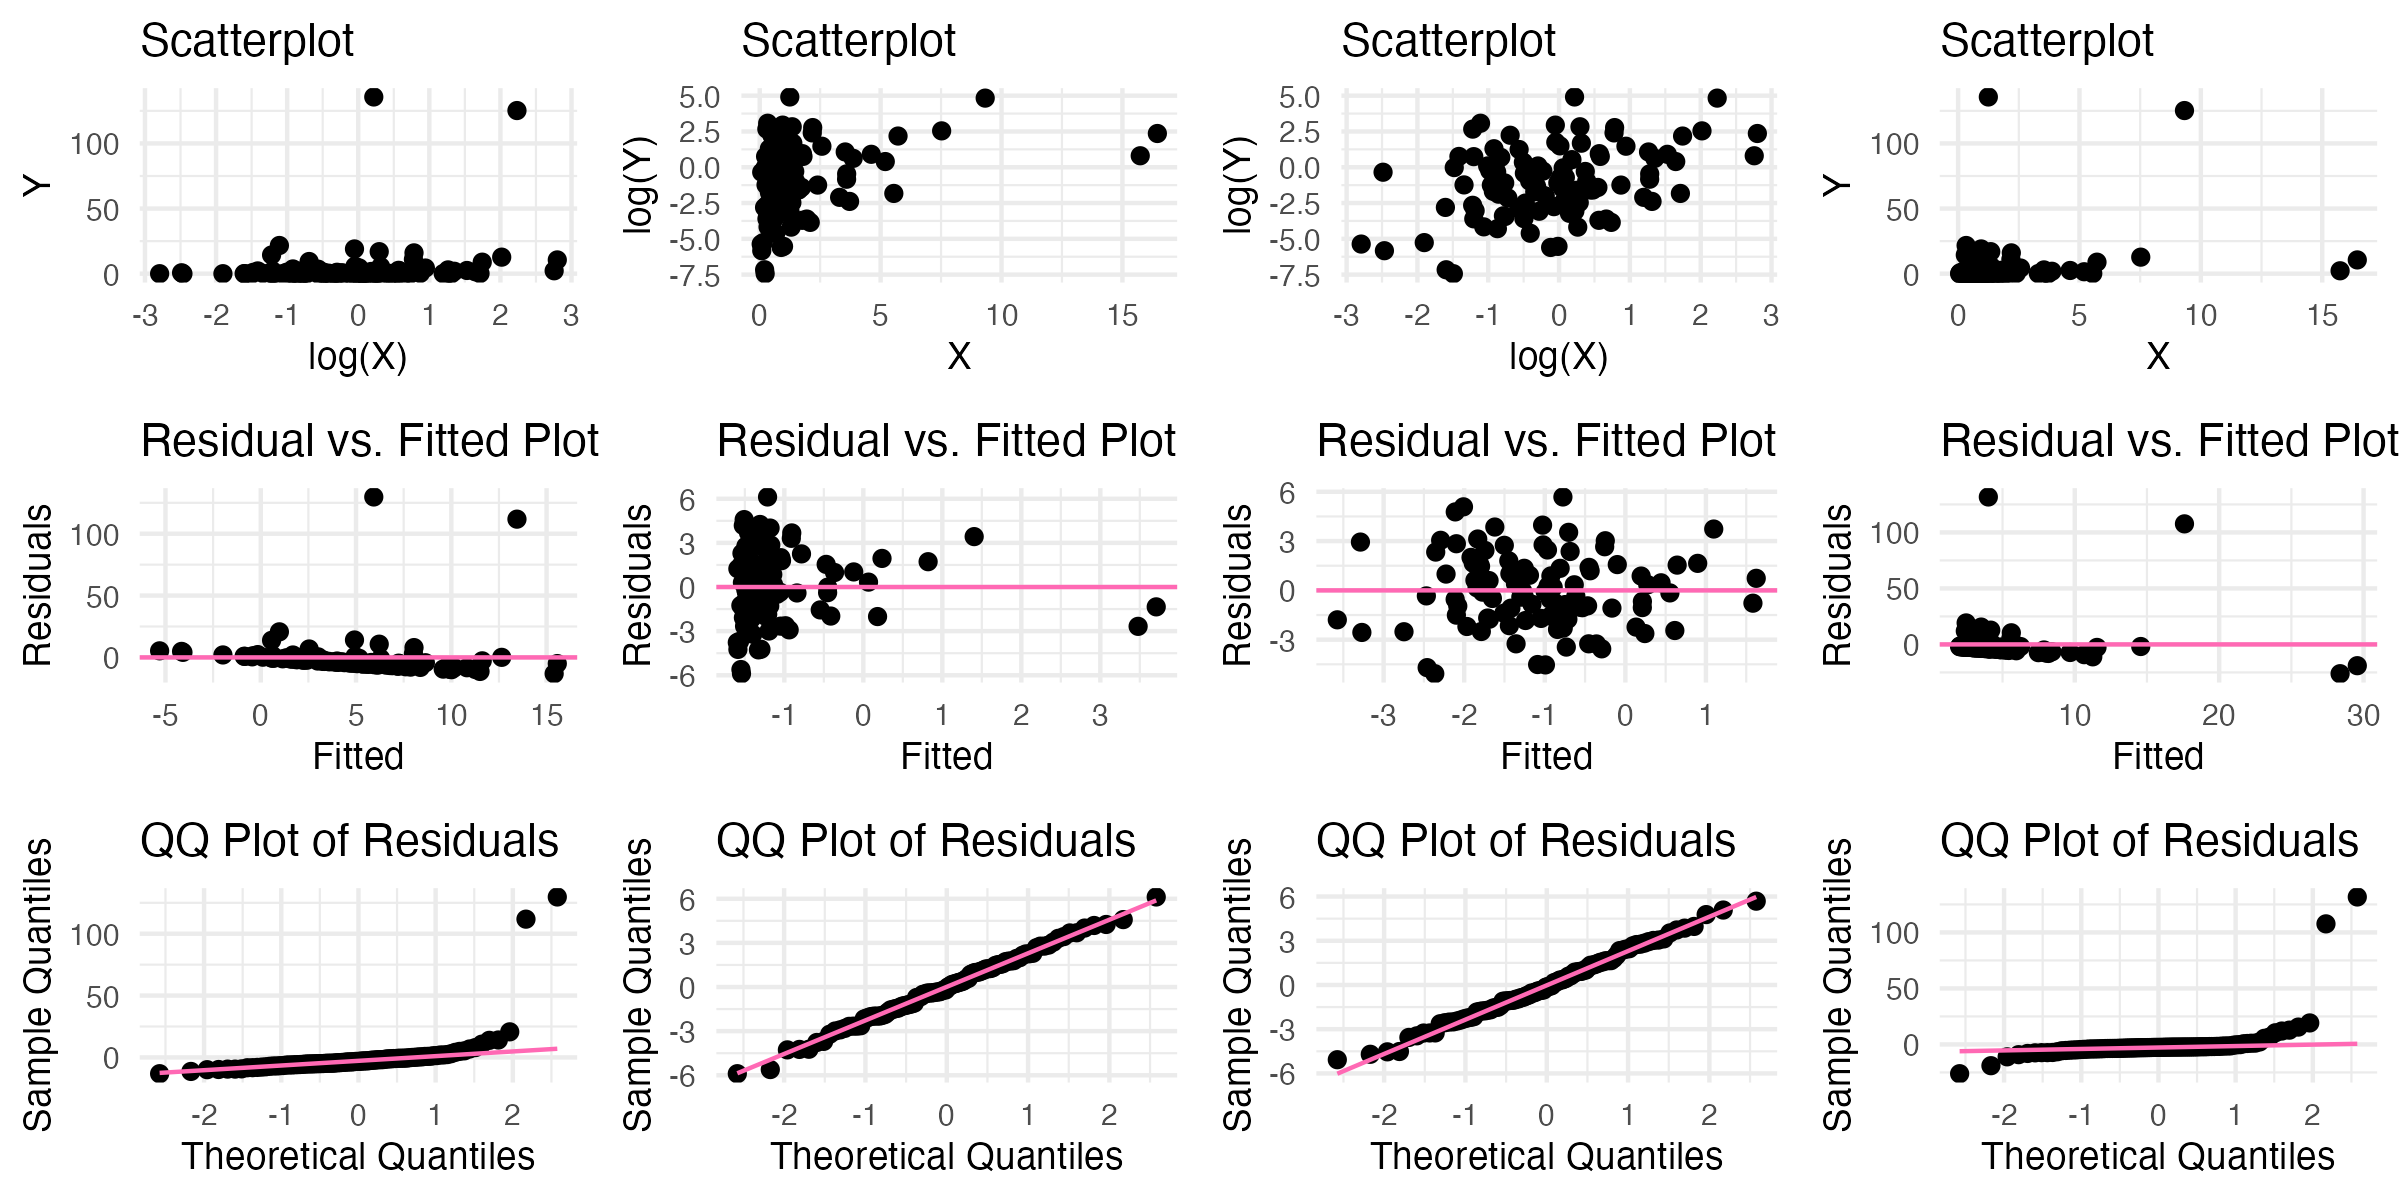 Scatterplot
Y
100
50
0
-3 -2 -1 0 1 2 3
log(X)
Scatterplot
log(Y)
5.0
2.5
0.0
-2.5
-5.0
-7.5
0 5 10 15
X
Scatterplot
log(Y)
5.0
2.5
0.0
-2.5
-5.0
-7.5
-3 -2 -1 0 1 2 3
log(X)
Scatterplot
Y
100
50
0
0 5 10 15
X
Residual vs. Fitted Plot
Residuals
100
50
0
-5 0 5 10 15
Fitted
Residual vs. Fitted Plot
Residuals
6
3
0
-3
-6
-1 0 1 2 3
Fitted
Residual vs. Fitted Plot
Residuals
6
3
0
-3
-3 -2 -1 0 1
Fitted
Residual vs. Fitted Plot
Residuals
100
50
0
10 20 30
Fitted
QQ Plot of Residuals
Sample Quantiles
100
50
0
-2 -1 0 1 2
Theoretical Quantiles
QQ Plot of Residuals
Sample Quantiles
6
3
0
-3
-6
-2 -1 0 1 2
Theoretical Quantiles
QQ Plot of Residuals
Sample Quantiles
6
3
0
-3
-6
-2 -1 0 1 2
Theoretical Quantiles
QQ Plot of Residuals
Sample Quantiles
100
50
0
-2 -1 0 1 2
Theoretical Quantiles